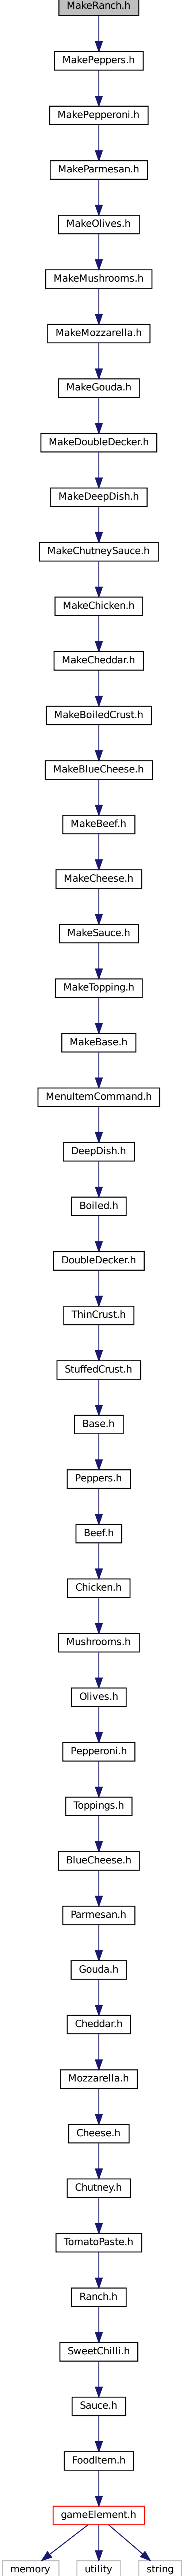 MakeRanch.h
MakePeppers.h
MakePepperoni.h
MakeParmesan.h
MakeOlives.h
MakeMushrooms.h
MakeMozzarella.h
MakeGouda.h
MakeDoubleDecker.h
MakeDeepDish.h
MakeChutneySauce.h
MakeChicken.h
MakeCheddar.h
MakeBoiledCrust.h
MakeBlueCheese.h
MakeBeef.h
MakeCheese.h
MakeSauce.h
MakeTopping.h
MakeBase.h
MenuItemCommand.h
DeepDish.h
Boiled.h
DoubleDecker.h
ThinCrust.h
StuffedCrust.h
Base.h
Peppers.h
Beef.h
Chicken.h
Mushrooms.h
Olives.h
Pepperoni.h
Toppings.h
BlueCheese.h
Parmesan.h
Gouda.h
Cheddar.h
Mozzarella.h
Cheese.h
Chutney.h
TomatoPaste.h
Ranch.h
SweetChilli.h
Sauce.h
FoodItem.h
gameElement.h
memory utility string